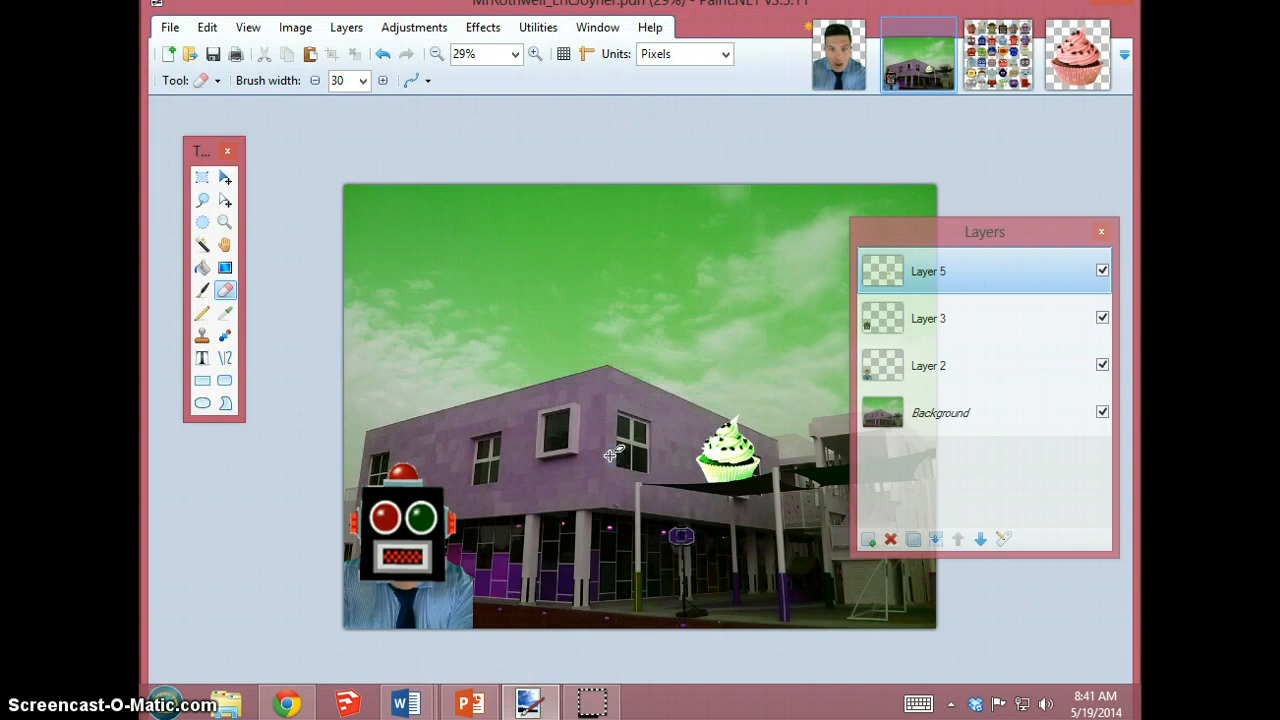 MrRothwell_EricJoyner.pdn (29%) - Paint.NET v3.5.11
File Edit View Image Layers Adjustments Effects Utilities Window Help
29% Units: Pixels
Tool: Brush width: 30
T...
Layers
Layer 5
Layer 3
Layer 2
Background
8:41 AM
5/19/2014
Screencast-O-Matic.com